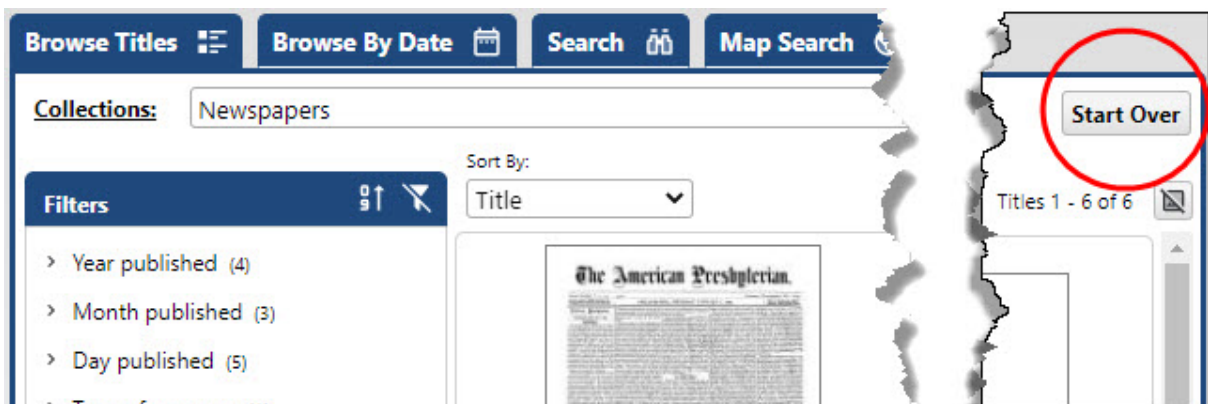 Browse Titles Browse By Date Search Map Search
Collections: Newspapers
Start Over
Sort By:
Filters
Title
Titles 1 - 6 of 6
Year published (4)
Month published (3)
Day published (5)
The American Presbyterian.